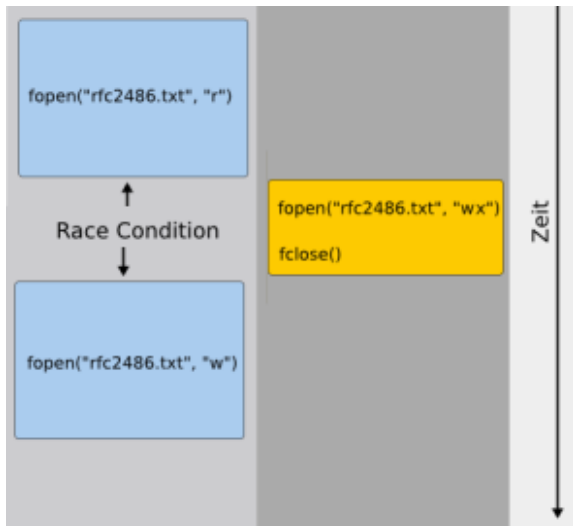 fopen("rfc2486.txt", "r")
Race Condition
fopen("rfc2486.txt", "w")
fopen("rfc2486.txt", "wx")
fclose()
Zeit